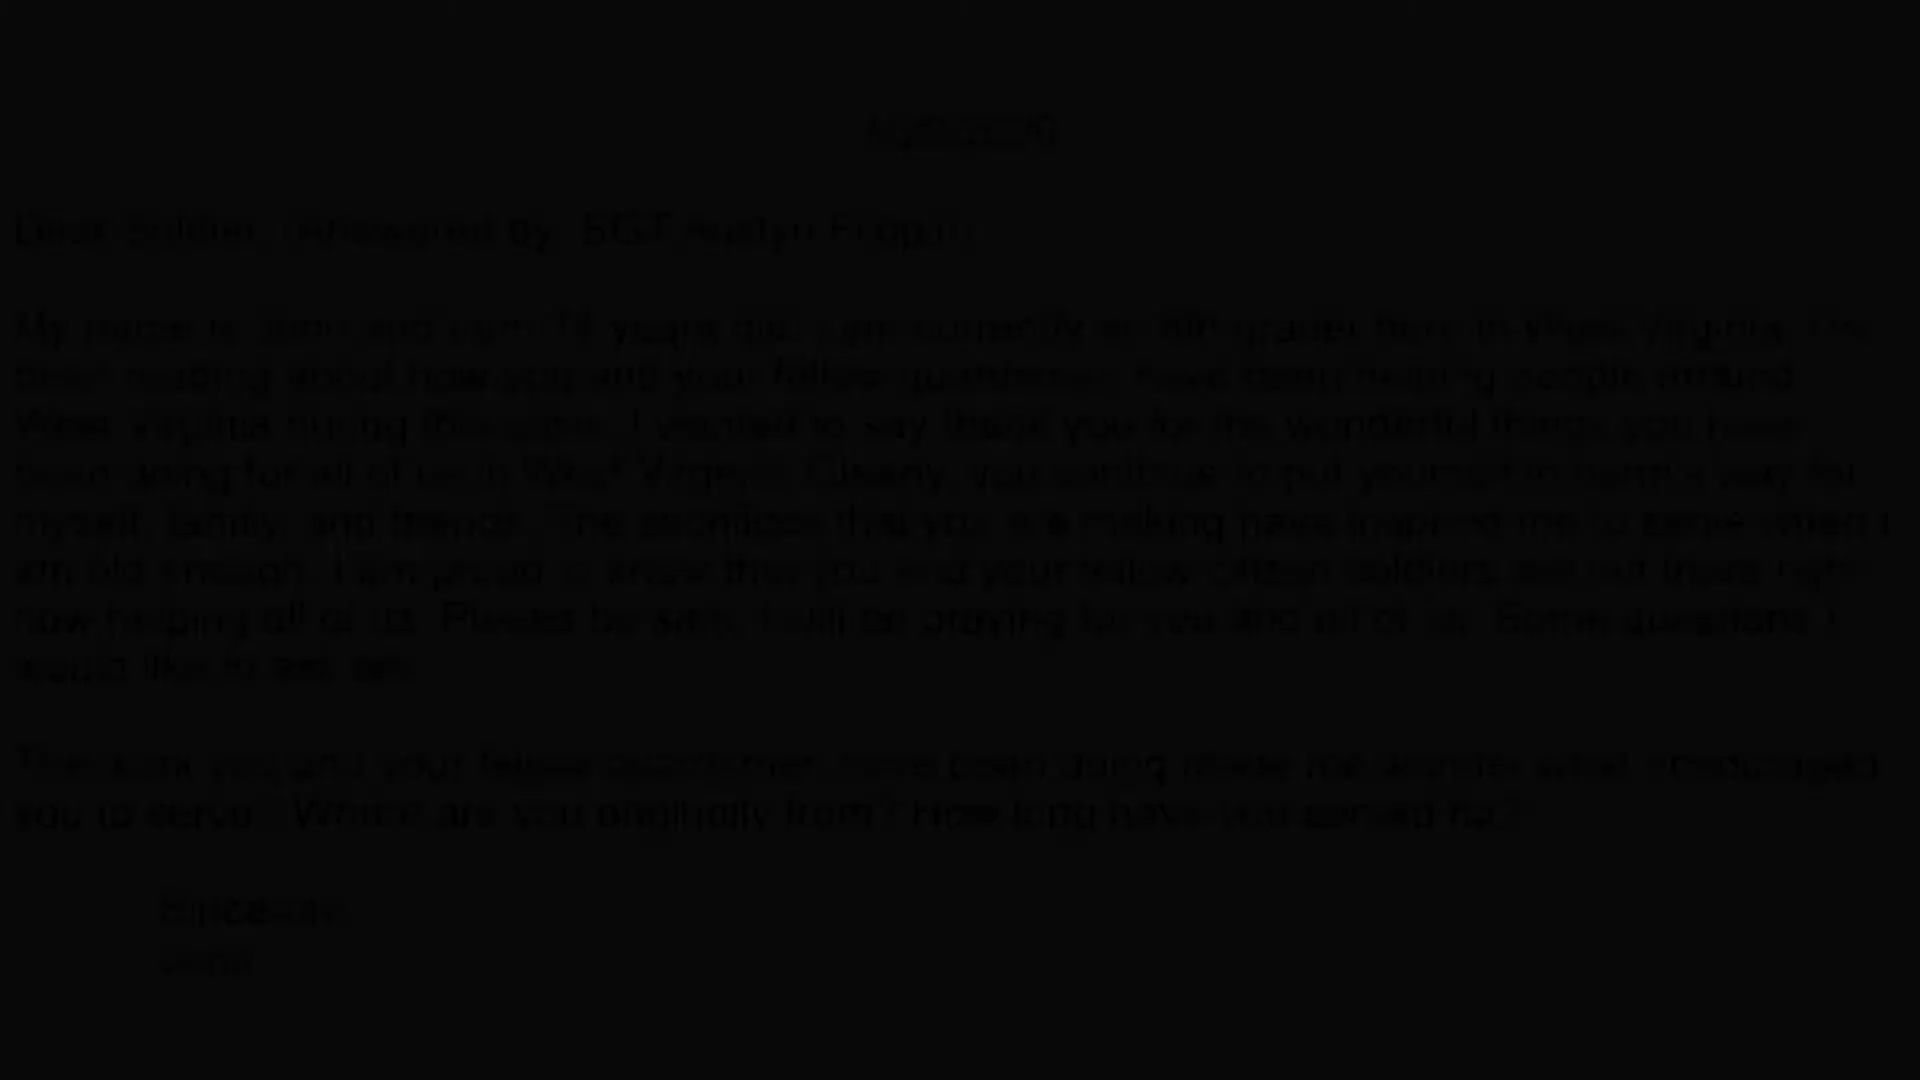 Dear Soldier, (Answered by: SGT Austyn
My name is and I am years old. I am currently an 8th grader here in West Virginia. I've
been reading about how you and your fellow guardsmen have been helping people around
West Virginia during this I wanted to say thank you for the wonderful things you have
been doing for all of us in West Virginia. Clearly, you continue to put yourself in harm's way for
myself, family, and friends. The sacrifices that you are making have inspired me to serve when I
am old enough. I am proud to know that you and your fellow citizen soldiers are out there right
now helping all of us. Please be safe, I will be praying for you and all of us. Some questions I
would like to ask are:
The work you and your fellow guardsmen have been doing made me wonder what encouraged
you to serve? Where are you originally from? How long have you served for?
Sincerely,